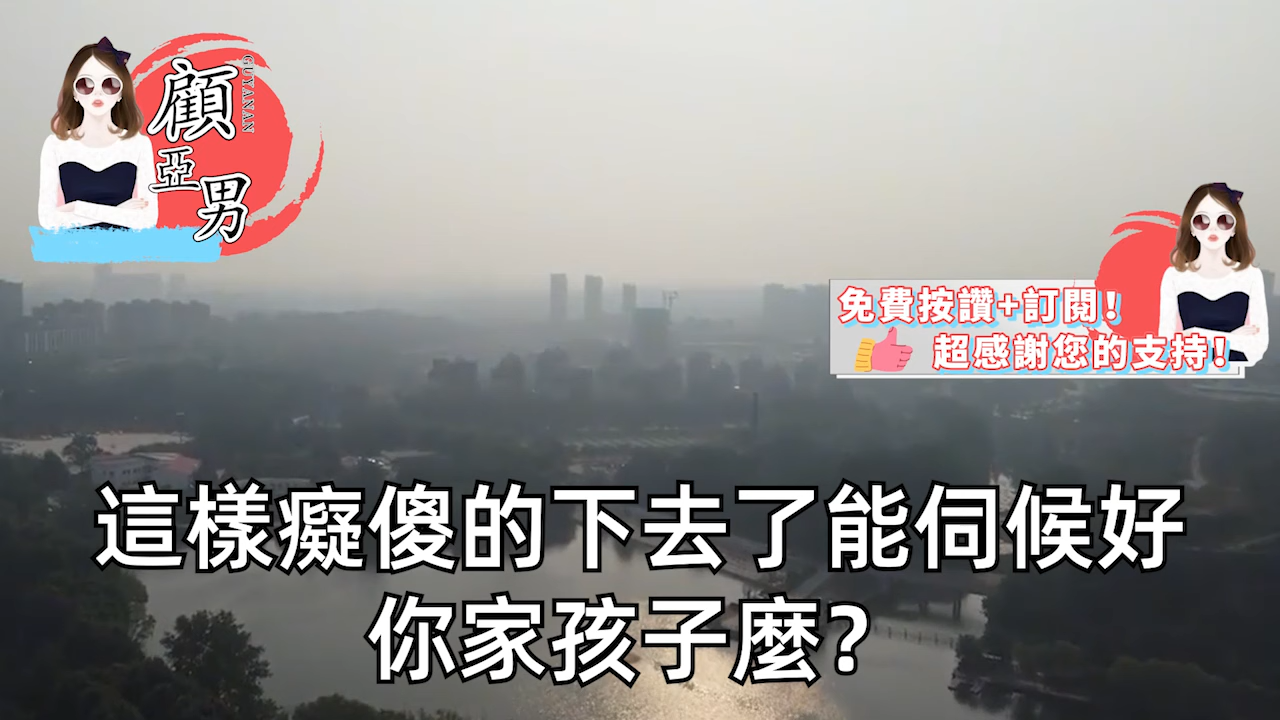 顧亞男
GUYANAN
免費按讚+訂閱!
超感謝您的支持!
這樣癡傻的下去了能伺候好
你家孩子麼?